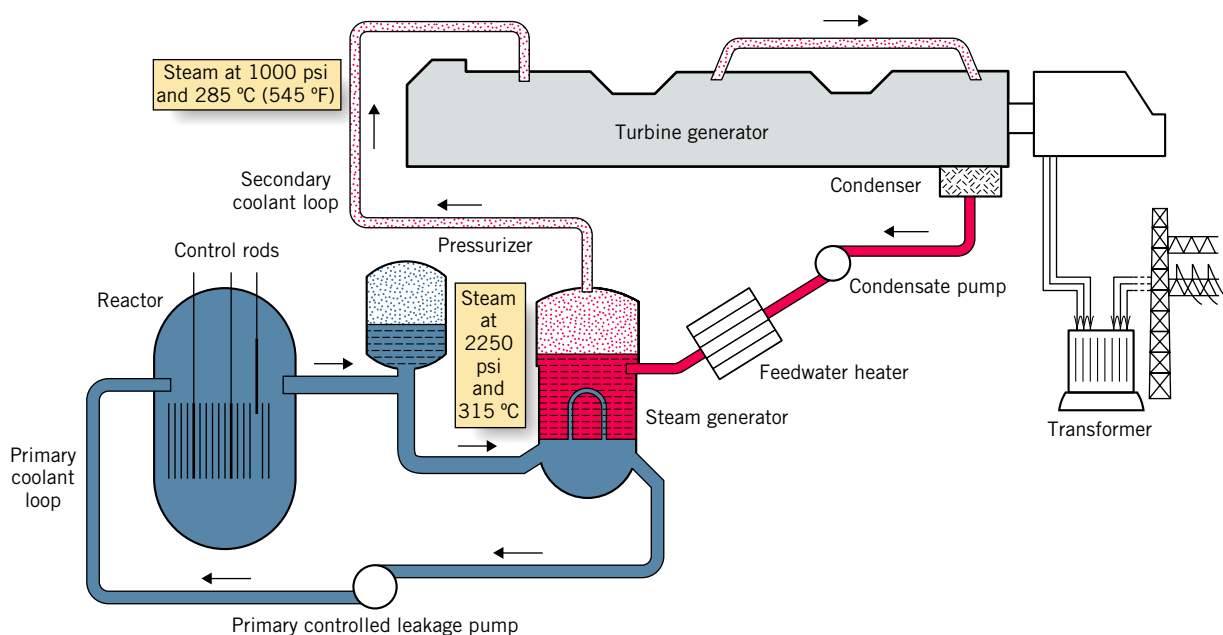 Steam at 1000 psi
and 285 ºC (545 ºF)
Turbine generator
Secondary
coolant loop
Condenser
Pressurizer
Control rods
Reactor
Condensate pump
Steam
at
2250
psi
and
315 ºC
Feedwater heater
Steam generator
Transformer
Primary
coolant
loop
Primary controlled leakage pump